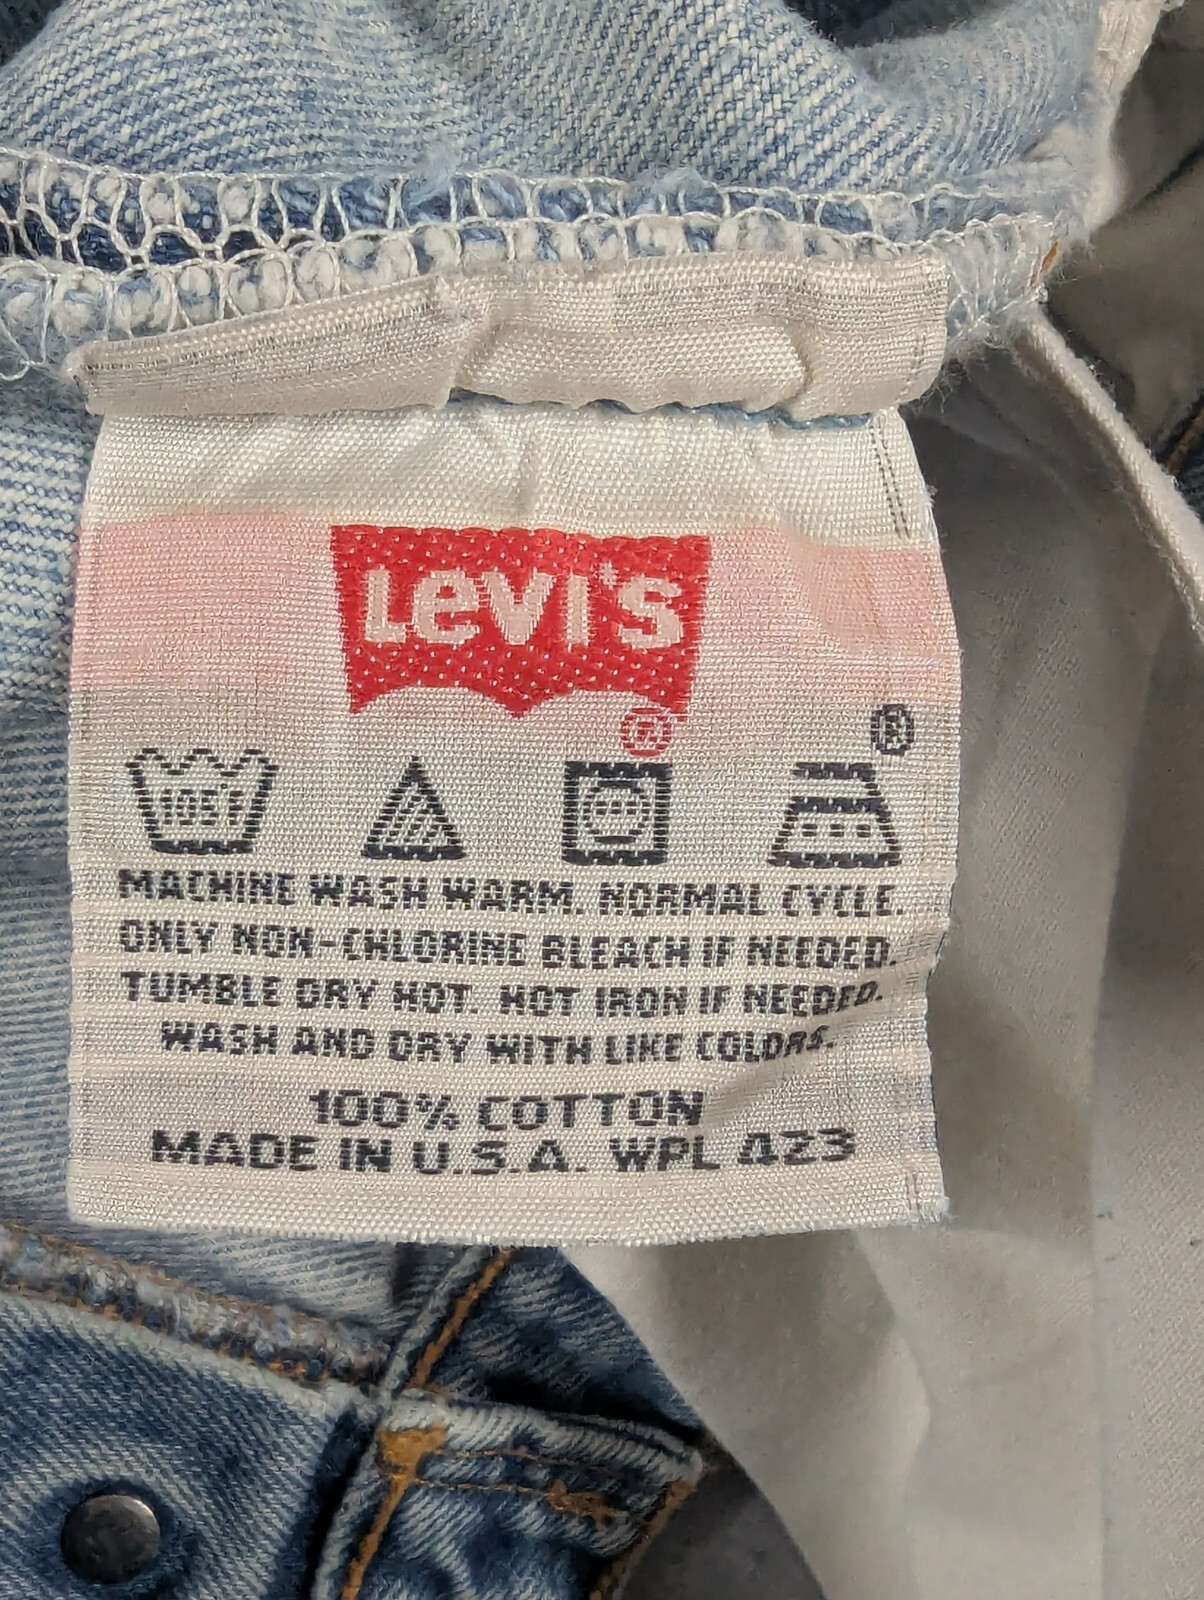 LEVI'S
®
®
105°F
MACHINE WASH WARM. NORMAL CYCLE.
ONLY NON-CHLORINE BLEACH IF NEEDED.
TUMBLE DRY HOT. HOT IRON IF NEEDED.
WASH AND DRY WITH LIKE COLORS.
100% COTTON
MADE IN U.S.A. WPL 423